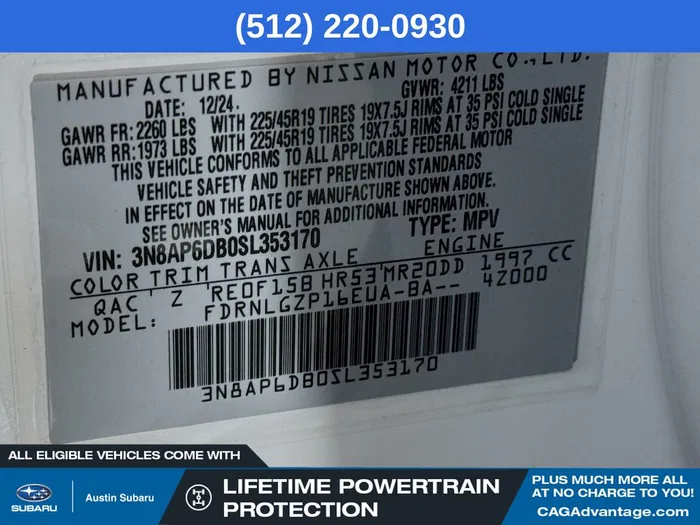 (512) 220-0930
MANUFACTURED BY NISSAN MOTOR CO., LTD.
DATE: 12/24. GVWR: 4211 LBS
GAWR FR: 2260 LBS WITH 225/45R19 TIRES 19X7.5J RIMS AT 35 PSI COLD SINGLE
GAWR RR: 1973 LBS WITH 225/45R19 TIRES 19X7.5J RIMS AT 35 PSI COLD SINGLE
THIS VEHICLE CONFORMS TO ALL APPLICABLE FEDERAL MOTOR
VEHICLE SAFETY AND THEFT PREVENTION STANDARDS
IN EFFECT ON THE DATE OF MANUFACTURE SHOWN ABOVE.
SEE OWNER'S MANUAL FOR ADDITIONAL INFORMATION.
VIN: 3N8AP6DB0SL353170 TYPE: MPV
COLOR TRIM TRANS AXLE
QAC Z RE0F15B HR53 MR20DD 1997 CC
MODEL: FDRNLGZP16EUA-BA-- 4Z000
3N8AP6DB0SL353170
ALL ELIGIBLE VEHICLES COME WITH
SUBARU
Austin Subaru
LIFETIME POWERTRAIN
PROTECTION
PLUS MUCH MORE ALL
AT NO CHARGE TO YOU!
CAGAdvantage.com